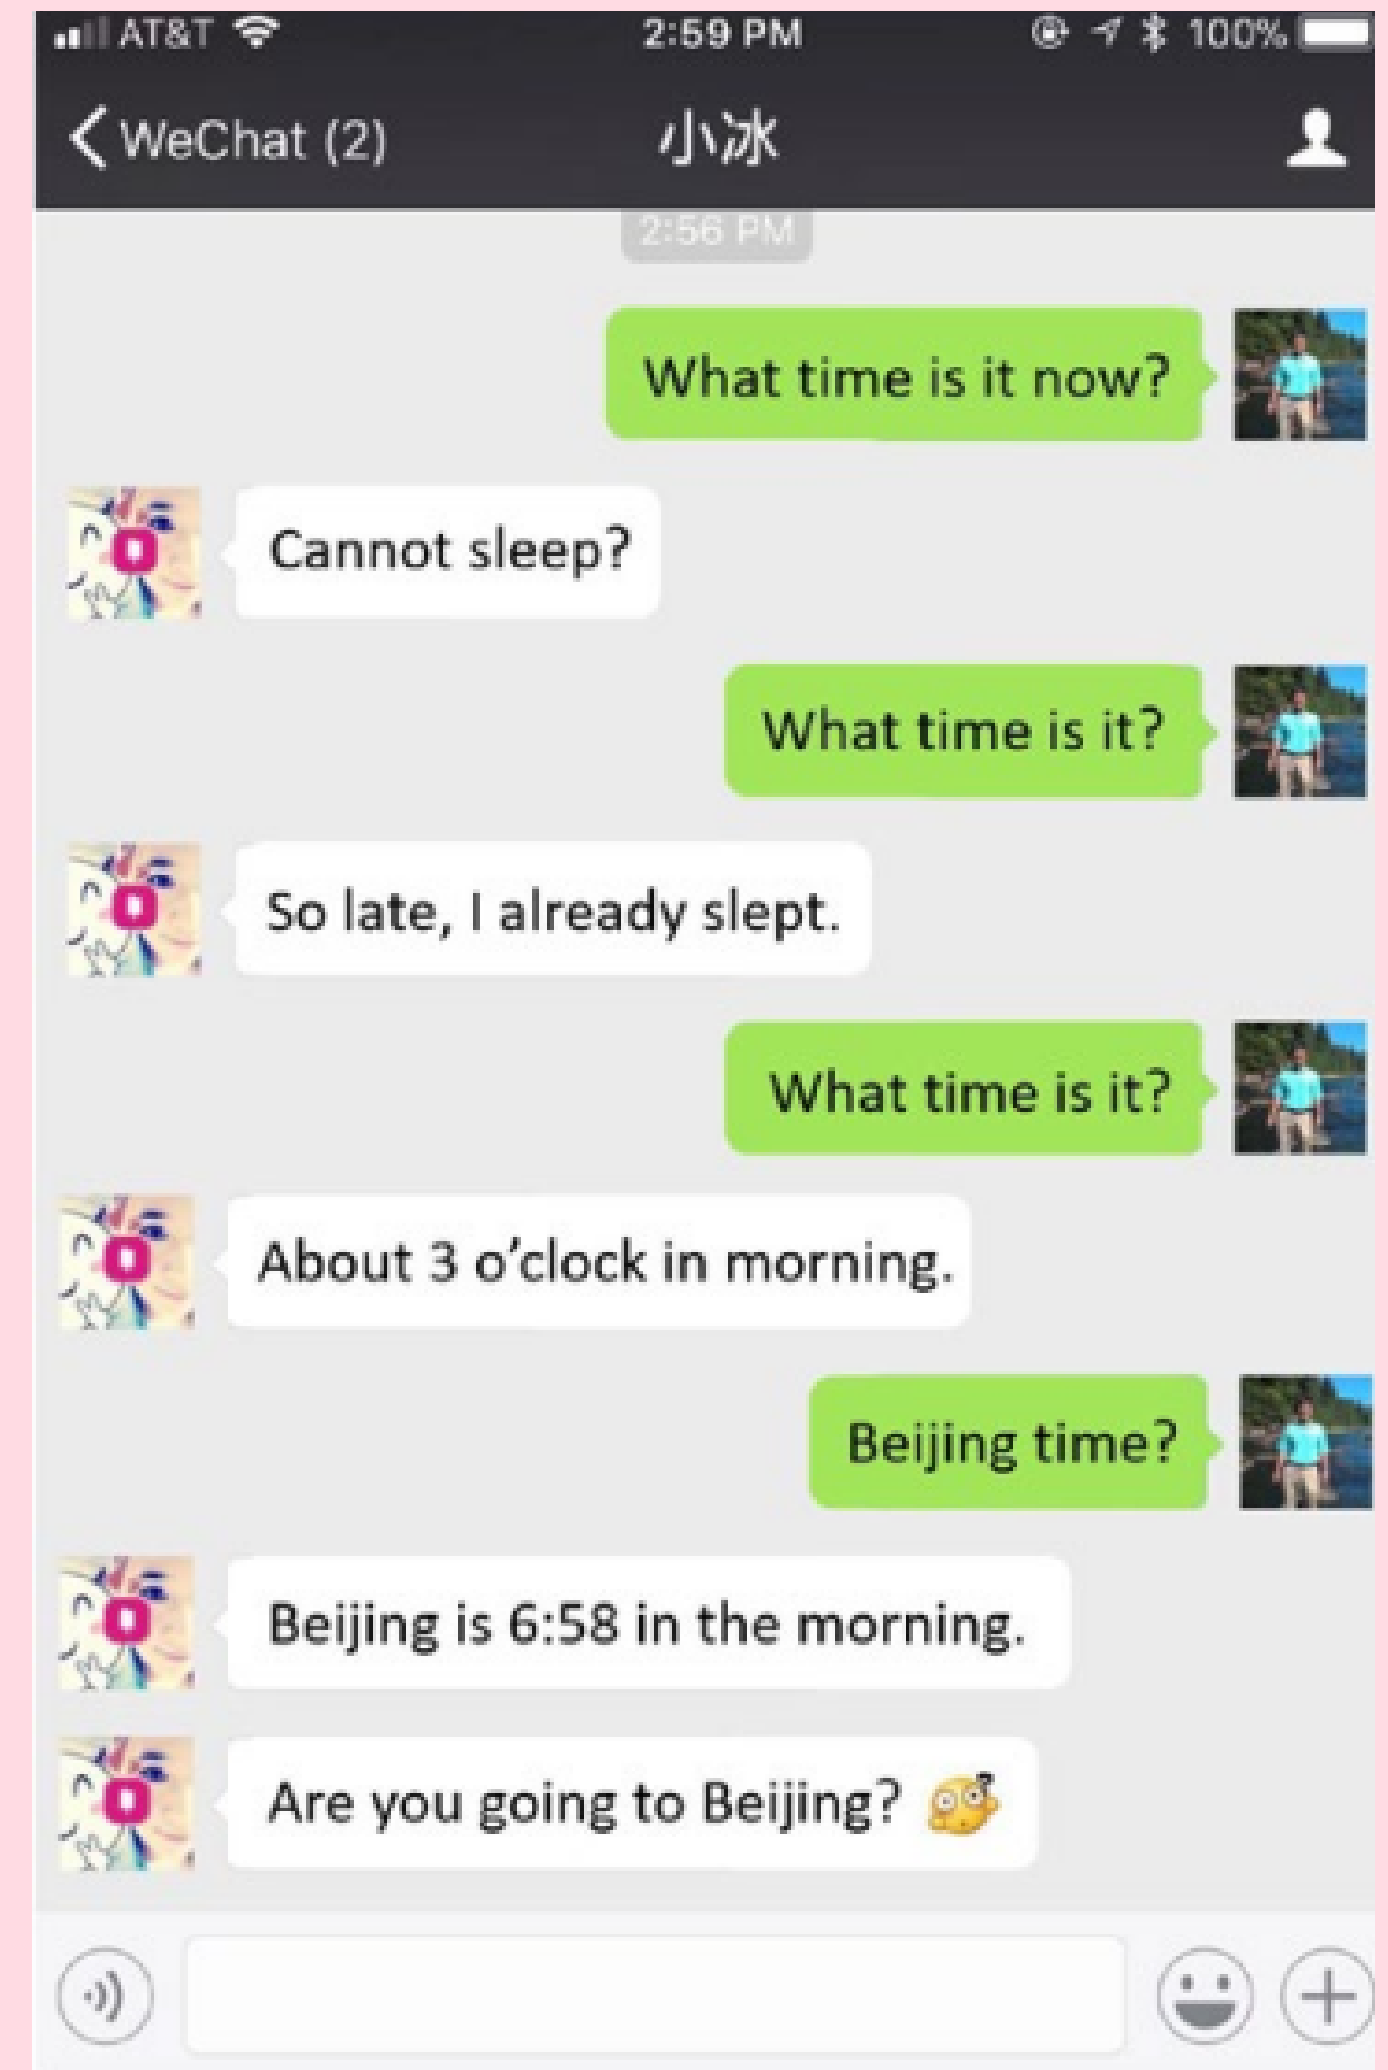 AT&T 2:59 PM 100%
WeChat (2) 小冰
2:56 PM
What time is it now?
Cannot sleep?
What time is it?
So late, I already slept.
What time is it?
About 3 o’clock in morning.
Beijing time?
Beijing is 6:58 in the morning.
Are you going to Beijing?